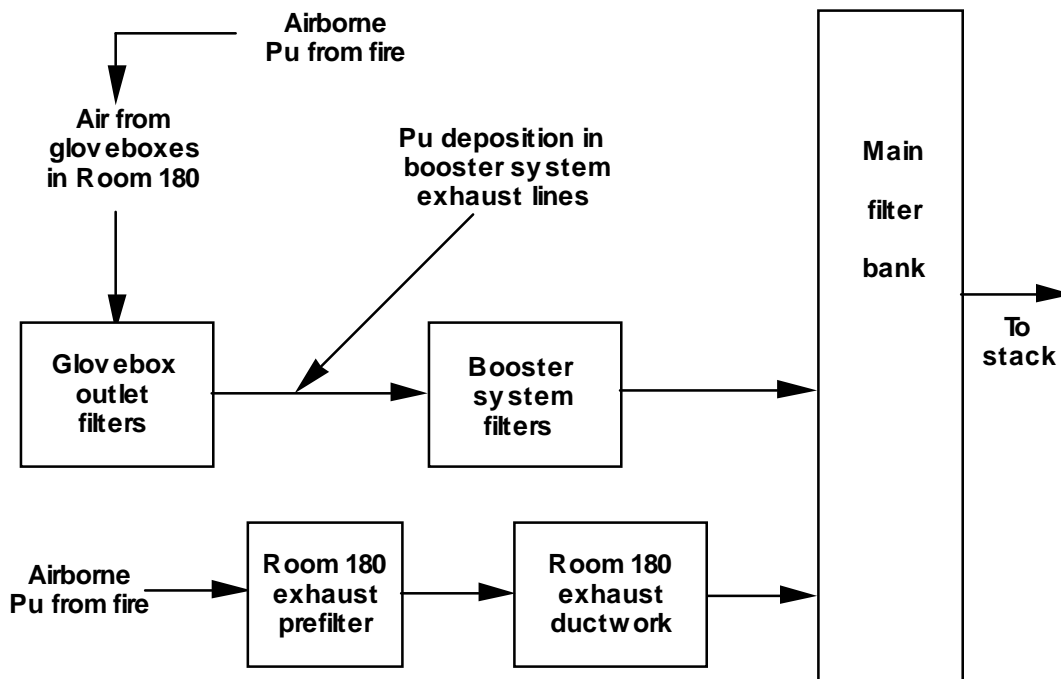 Airborne
Pu from fire
Air from
gloveboxes
in Room 180
Pu deposition in
booster system
exhaust lines
Main
filter
bank
To
stack
Glovebox
outlet
filters
Booster
system
filters
Airborne
Pu from fire
Room 180
exhaust
prefilter
Room 180
exhaust
ductwork